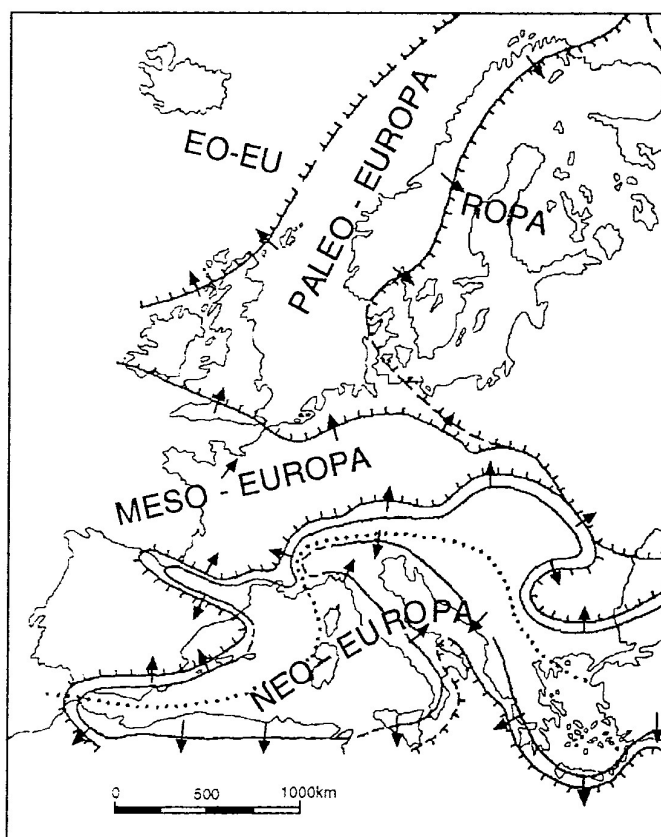 EO-EU
PALEO - EUROPA
ROPA
MESO - EUROPA
NEO - EUROPA
0 500 1000km